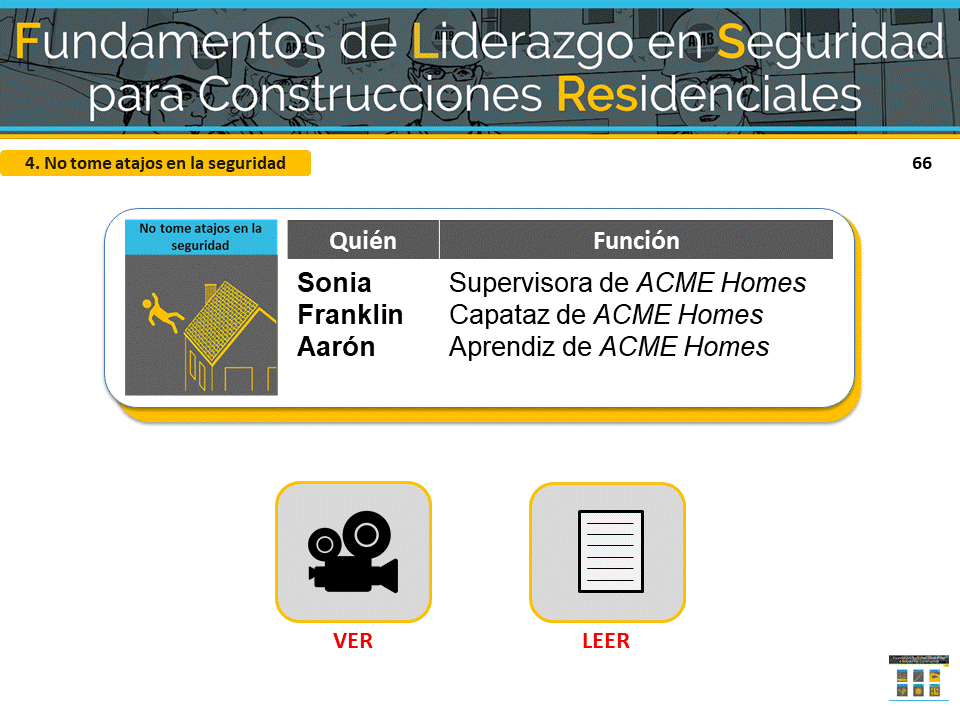 Fundamentos de Liderazgo en Seguridad
para Construcciones Residenciales
4. No tome atajos en la seguridad
66
No tome atajos en la
seguridad
Quién Función
Sonia Supervisora de ACME Homes
Franklin Capataz de ACME Homes
Aarón Aprendiz de ACME Homes
VER LEER